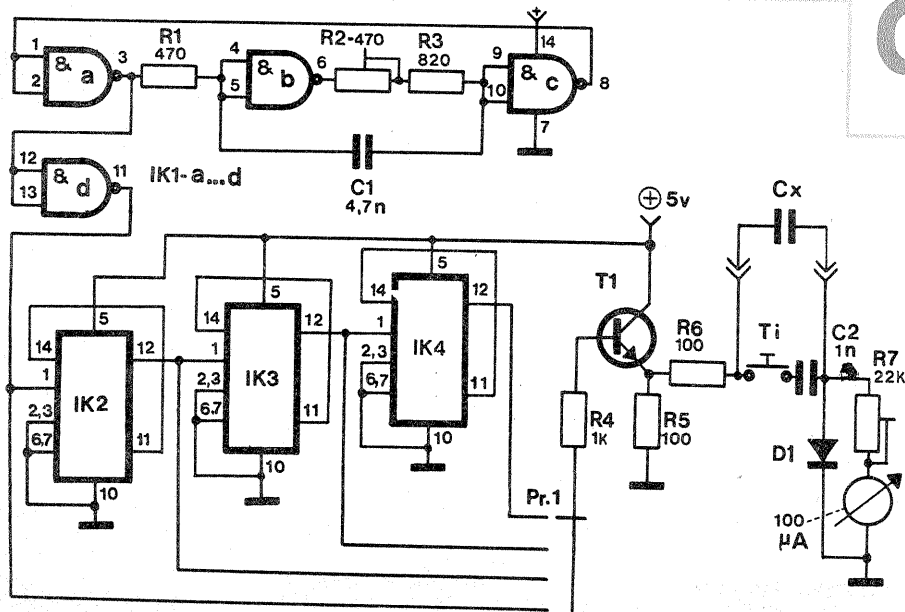 R1
470
R2-470
R3
820
+
14
1
2
& a
3
4
5
& b
6
9
10
& c
8
7
12
13
& d
11
IK1-a...d
C1
4,7n
+ 5v
Cx
5
14
1
2,3
6,7
IK2
12
11
10
5
14
1
2,3
6,7
IK3
12
11
10
5
14
1
2,3
6,7
IK4
12
11
10
T1
R6
100
Ti
C2
1n
R7
22K
R4
1K
R5
100
D1
Pr.1
100
µA